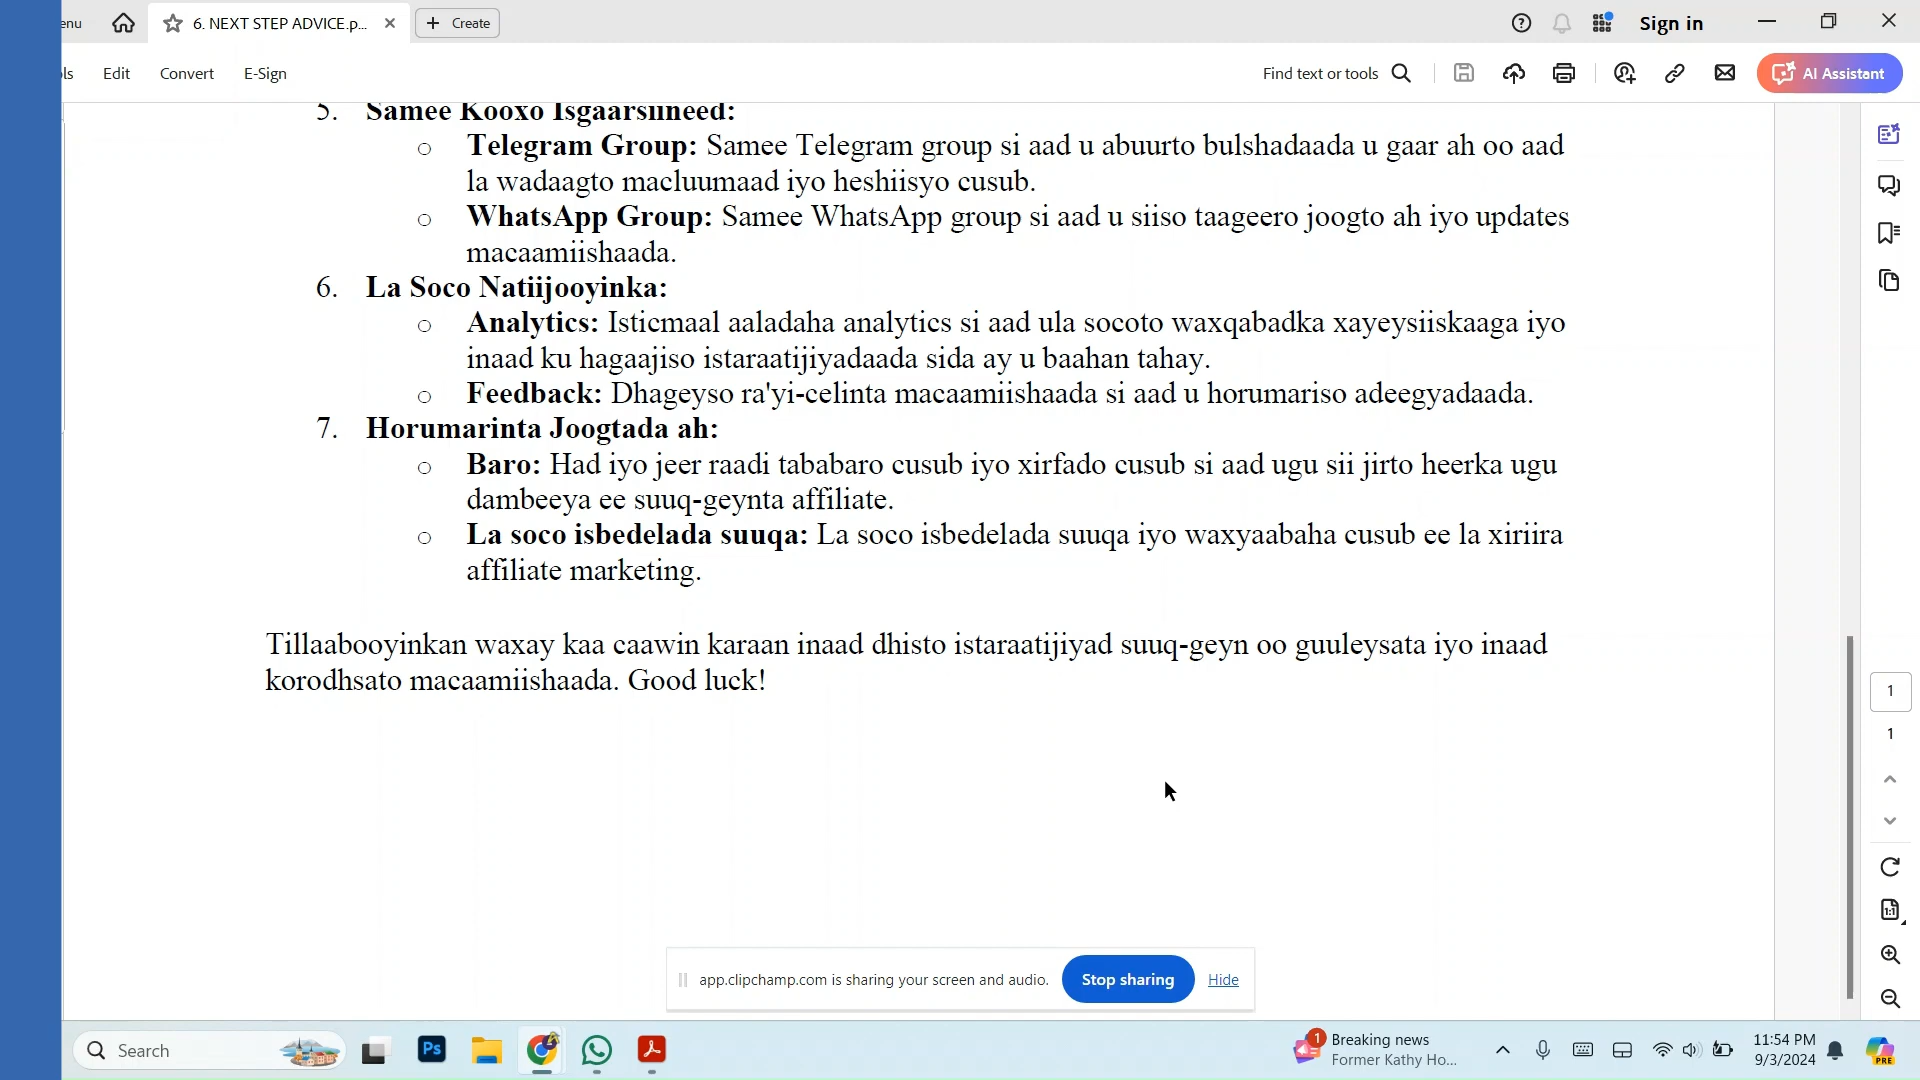 enu
6. NEXT STEP ADVICE.p...
Create
Sign in
ls
Edit
Convert
E-Sign
Find text or tools
AI Assistant
5. Samee Kooxo Isgaarsiineed:
Telegram Group: Samee Telegram group si aad u abuurto bulshadaada u gaar ah oo aad
la wadaagto macluumaad iyo heshiisyo cusub.
WhatsApp Group: Samee WhatsApp group si aad u siiso taageero joogto ah iyo updates
macaamiishaada.
6. La Soco Natiijooyinka:
Analytics: Isticmaal aaladaha analytics si aad ula socoto waxqabadka xayeysiiskaaga iyo
inaad ku hagaajiso istaraatijiyadaada sida ay u baahan tahay.
Feedback: Dhageyso ra'yi-celinta macaamiishaada si aad u horumariso adeegyadaada.
7. Horumarinta Joogtada ah:
Baro: Had iyo jeer raadi tababaro cusub iyo xirfado cusub si aad ugu sii jirto heerka ugu
dambeeya ee suuq-geynta affiliate.
La soco isbedelada suuqa: La soco isbedelada suuqa iyo waxyaabaha cusub ee la xiriira
affiliate marketing.
Tillaabooyinkan waxay kaa caawin karaan inaad dhisto istaraatijiyad suuq-geyn oo guuleysata iyo inaad
korodhsato macaamiishaada. Good luck!
1
1
app.clipchamp.com is sharing your screen and audio.
Stop sharing
Hide
Search
Ps
1
Breaking news
Former Kathy Ho...
11:54 PM
9/3/2024
PRE